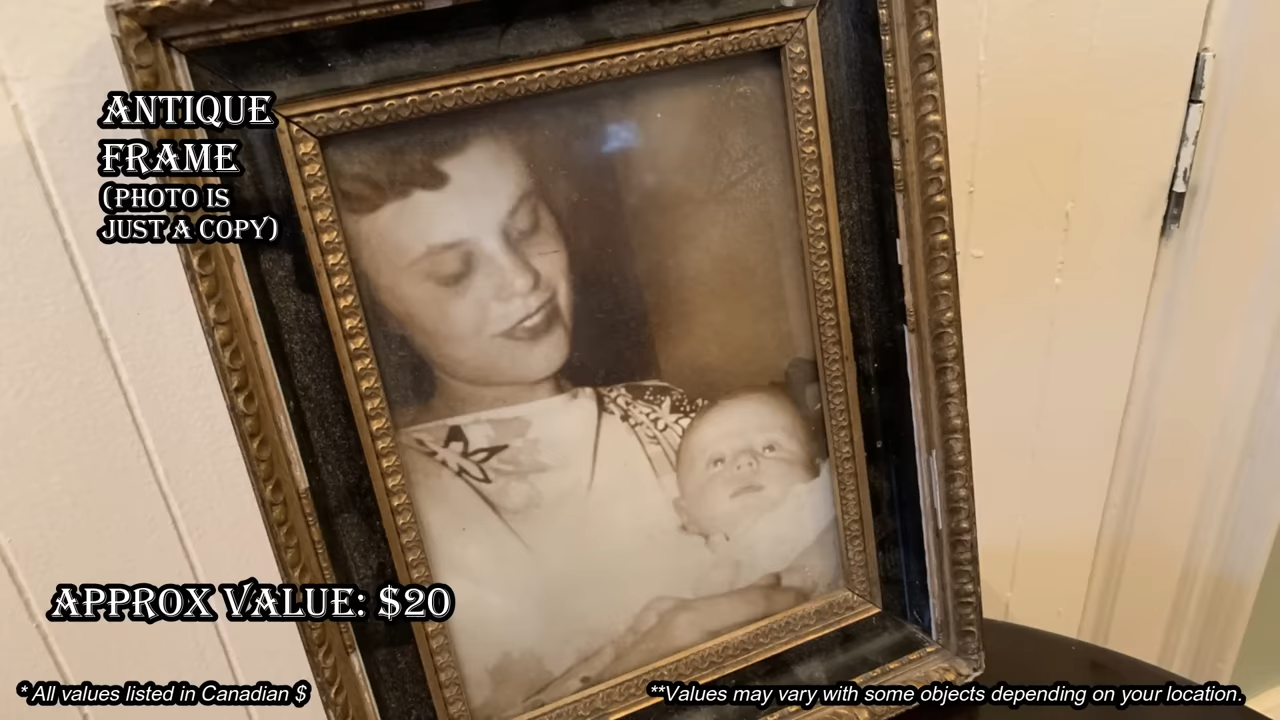 ANTIQUE
FRAME
(PHOTO IS
JUST A COPY)
APPROX VALUE: $20
* All values listed in Canadian $
**Values may vary with some objects depending on your location.